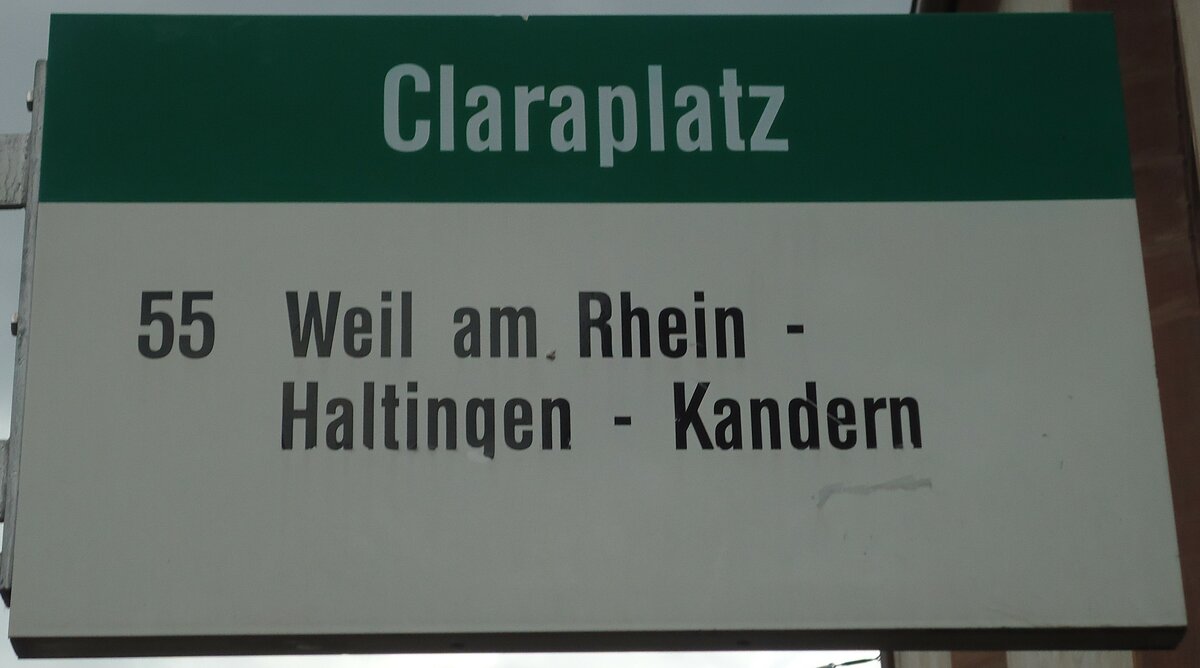 Claraplatz
55 Weil am Rhein -
Haltingen - Kandern